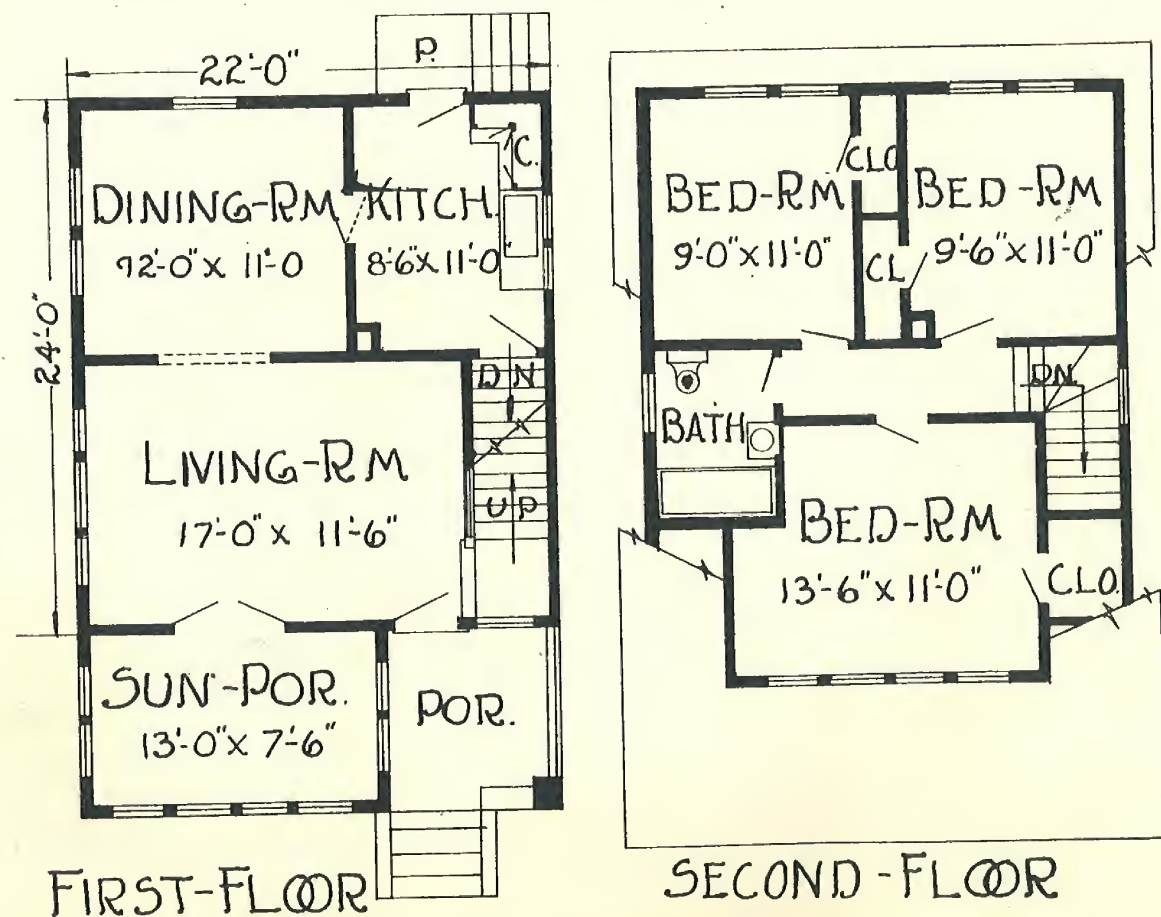 22'-0"
P.
24'-0"
DINING-RM
12'-0" X 11'-0
KITCH.
8'-6" X 11'-0"
C.
DN
LIVING-RM
17'-0" X 11'-6"
UP
SUN-POR.
13'-0" X 7'-6"
POR.
FIRST-FLOOR
BED-RM
9'-0" X 11'-0"
CLO
CL
BED-RM
9'-6" X 11'-0"
BATH
DN.
BED-RM
13'-6" X 11'-0"
CLO.
SECOND-FLOOR